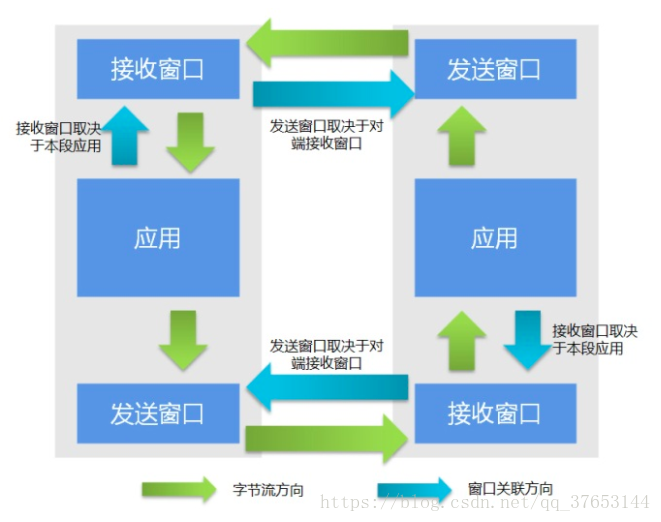 接收窗口
发送窗口
接收窗口取决
于本段应用
发送窗口取决于对
端接收窗口
应用
应用
发送窗口取决于对
端接收窗口
接收窗口取决
于本段应用
发送窗口
接收窗口
字节流方向
窗口关联方向
https://blog.csdn.net/qq_37653144